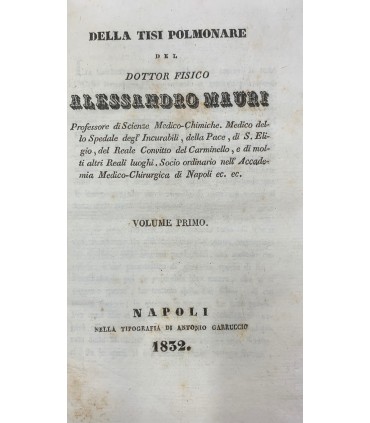 DELLA TISI POLMONARE
DEL
DOTTOR FISICO
ALESSANDRO MAURI
Professore di Scienze Medico-Chimiche. Medico del-
lo Spedale degl' Incurabili, della Pace, di S. Eli-
gio, del Reale Convitto del Carminello, e di mol-
ti altri Reali luoghi. Socio ordinario nell' Accade-
mia Medico-Chirurgica di Napoli ec. ec.
VOLUME PRIMO.
NAPOLI
NELLA TIPOGRAFIA DI ANTONIO GARRUCCIO
1832.